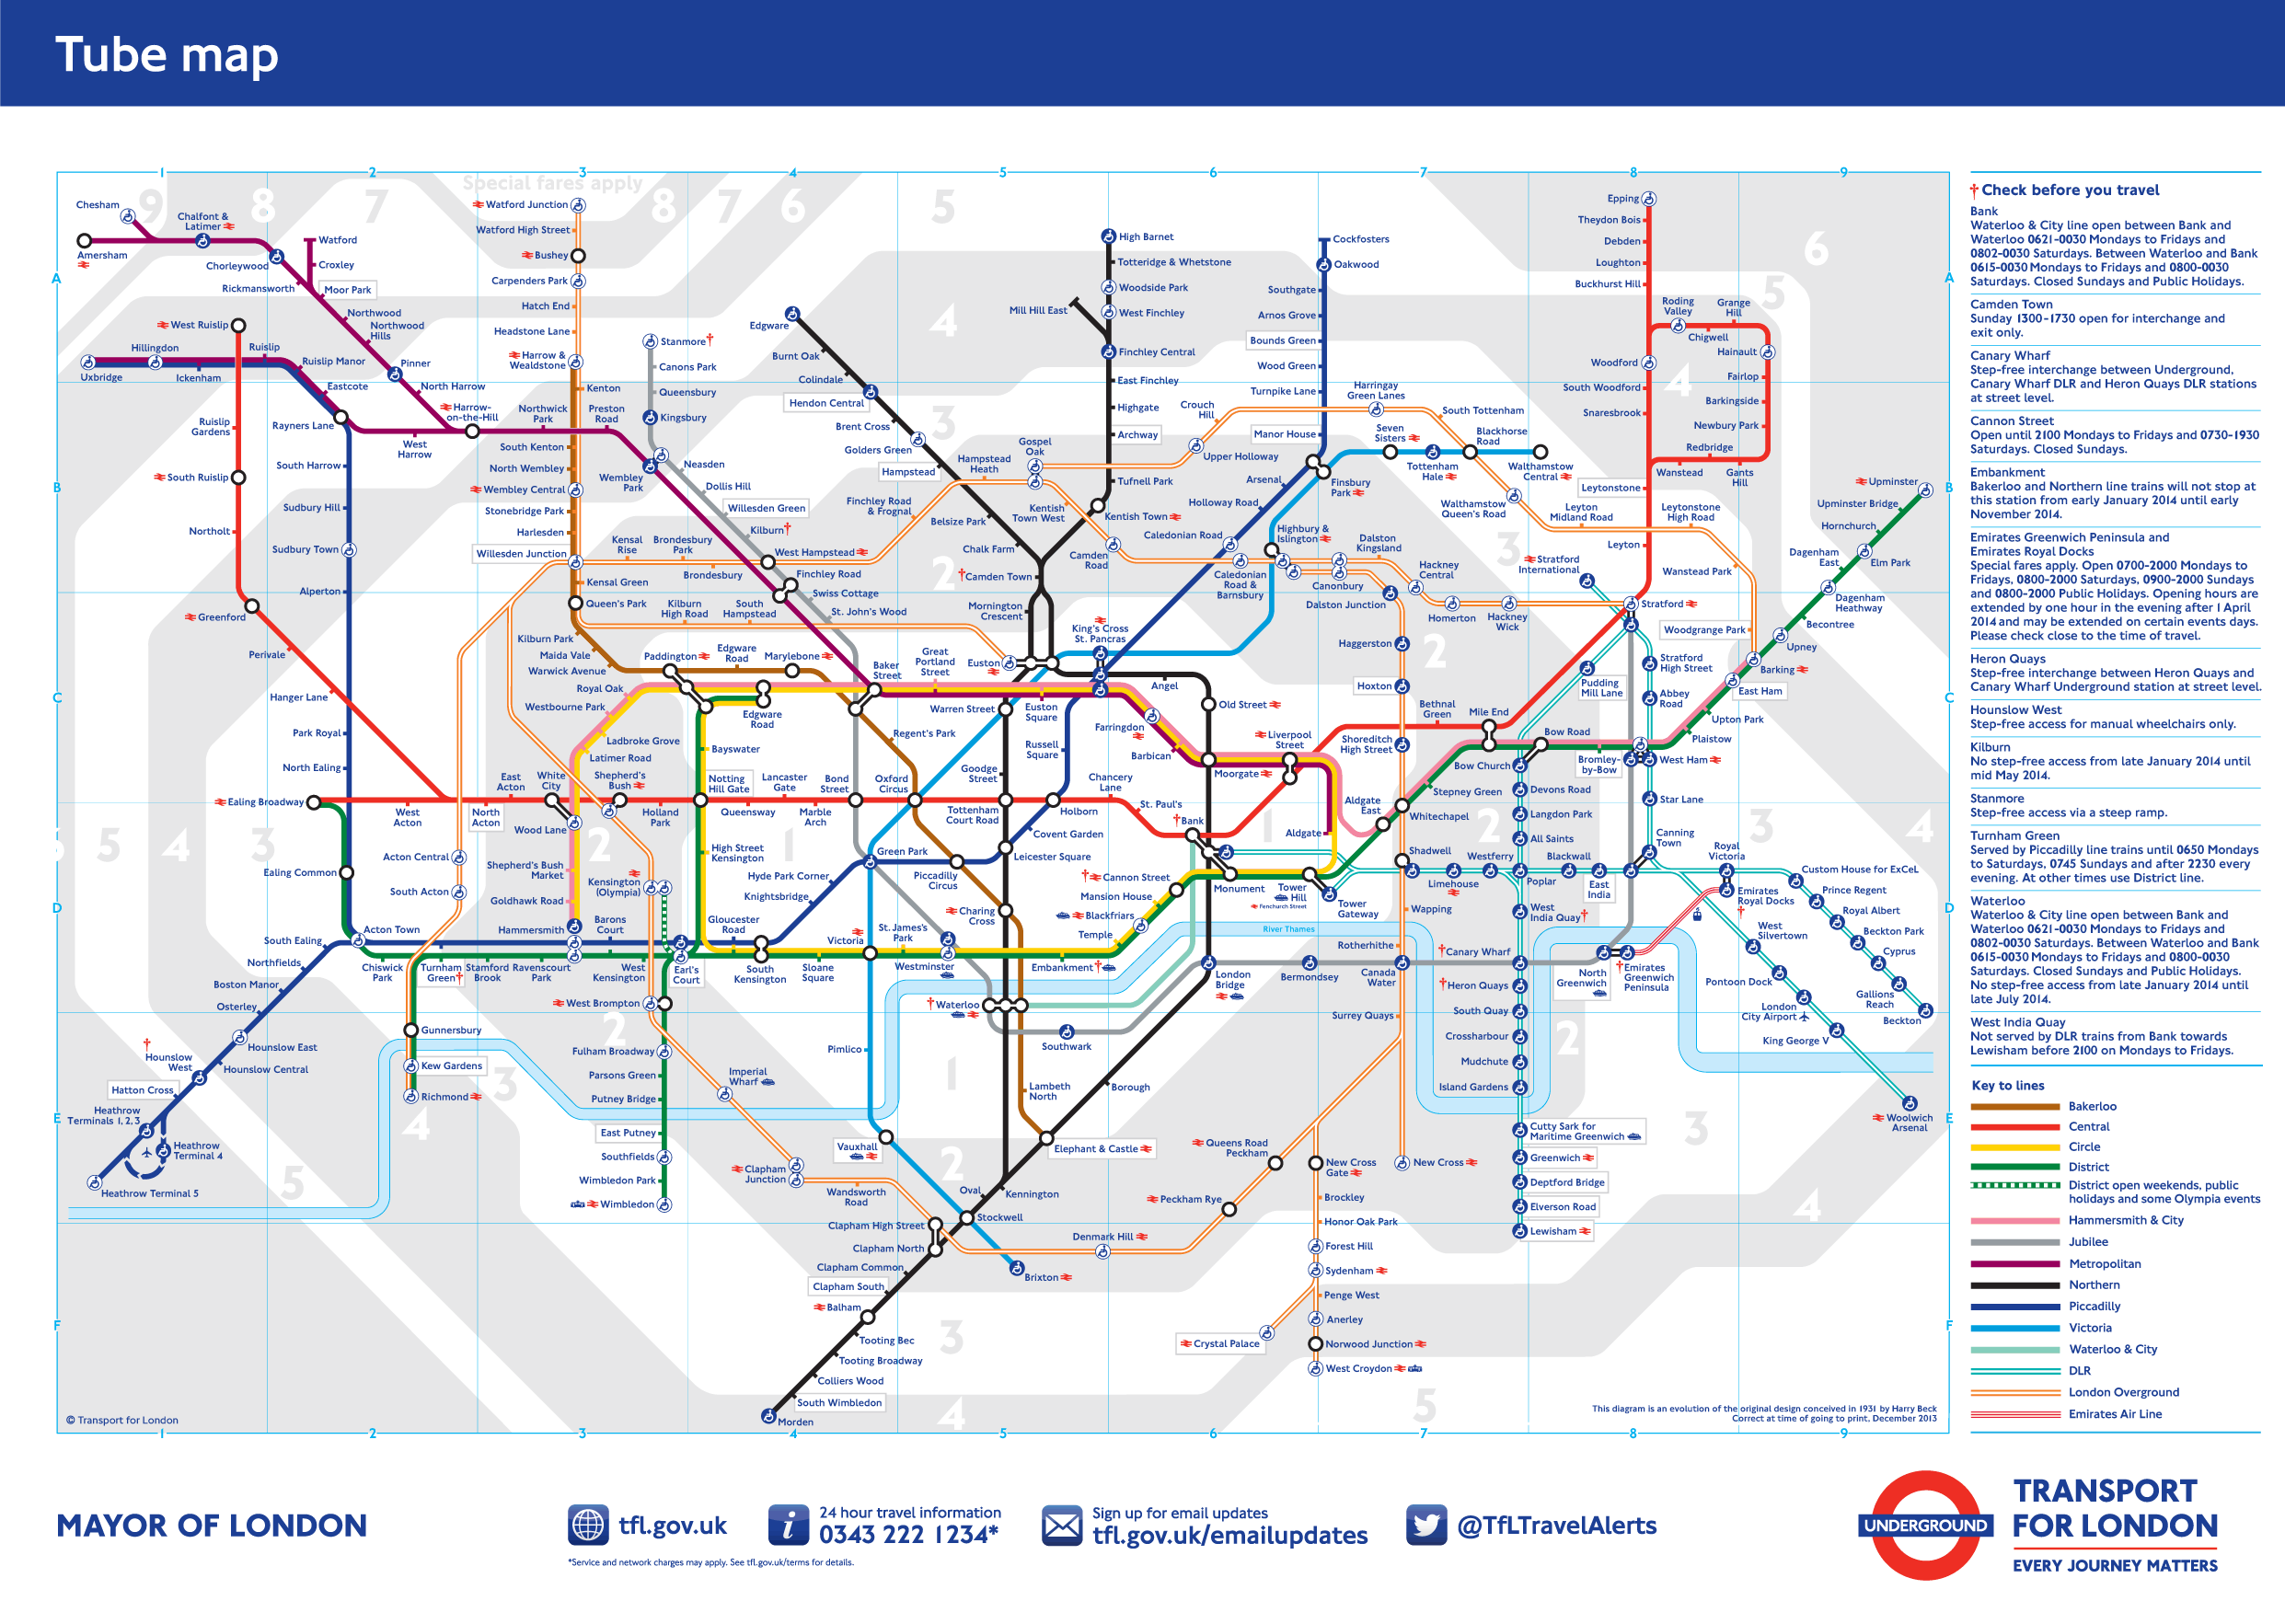 Tube map
1 2 3 4 5 6 7 8 9
Special fares apply
9 8 7 8 7 6 5 6
A A
B B
C C
D D
E E
F F
Chesham
Chalfont &
Latimer
Amersham
Chorleywood
Rickmansworth
Watford
Croxley
Moor Park
Northwood
Northwood
Hills
Pinner
North Harrow
Harrow-
on-the-Hill
West Ruislip
Hillingdon
Ruislip
Ruislip Manor
Uxbridge
Ickenham
Eastcote
Rayners Lane
West
Harrow
Northwick
Park
Preston
Road
Ruislip
Gardens
South Ruislip
Northolt
Greenford
Perivale
Hanger Lane
South Harrow
Sudbury Hill
Sudbury Town
Alperton
Park Royal
North Ealing
Ealing Broadway
Ealing Common
West
Acton
North
Acton
East
Acton
White
City
Watford Junction
Watford High Street
Bushey
Carpenders Park
Hatch End
Headstone Lane
Harrow &
Wealdstone
Kenton
South Kenton
North Wembley
Wembley Central
Stonebridge Park
Harlesden
Willesden Junction
Kensal Green
Queen's Park
Kilburn Park
Maida Vale
Warwick Avenue
Royal Oak
Westbourne Park
Ladbroke Grove
Latimer Road
Stanmore†
Canons Park
Queensbury
Kingsbury
Wembley
Park
Neasden
Dollis Hill
Willesden Green
Kilburn†
West Hampstead
Finchley Road
Swiss Cottage
St. John's Wood
Kensal
Rise
Brondesbury
Park
Brondesbury
Kilburn
High Road
South
Hampstead
Paddington
Edgware
Road
Marylebone
Baker
Street
Great
Portland
Street
Edgware
Road
Bayswater
Notting
Hill Gate
Lancaster
Gate
Bond
Street
Oxford
Circus
Queensway
Marble
Arch
Shepherd's
Bush
Holland
Park
Wood Lane
Shepherd's Bush
Market
Goldhawk Road
Hammersmith
Kensington
(Olympia)
High Street
Kensington
Barons
Court
Gloucester
Road
Acton Central
South Acton
Acton Town
South Ealing
Northfields
Boston Manor
Osterley
Hounslow East
Hounslow Central
†
Hounslow
West
Hatton Cross
Heathrow
Terminals 1, 2, 3
Heathrow
Terminal 4
Heathrow Terminal 5
Chiswick
Park
Turnham
Green†
Stamford
Brook
Ravenscourt
Park
West
Kensington
Earl's
Court
South
Kensington
Sloane
Square
Victoria
St. James's
Park
Westminster
Embankment †
Gunnersbury
Kew Gardens
Richmond
West Brompton
Fulham Broadway
Parsons Green
Putney Bridge
East Putney
Southfields
Wimbledon Park
Wimbledon
Imperial
Wharf
Clapham
Junction
Wandsworth
Road
Edgware
Burnt Oak
Colindale
Hendon Central
Brent Cross
Golders Green
Hampstead
Belsize Park
Chalk Farm
†Camden Town
Mornington
Crescent
Euston
High Barnet
Totteridge & Whetstone
Woodside Park
West Finchley
Mill Hill East
Finchley Central
East Finchley
Highgate
Archway
Tufnell Park
Kentish Town
Gospel
Oak
Hampstead
Heath
Finchley Road
& Frognal
Kentish
Town West
Camden
Road
Caledonian
Road &
Barnsbury
Crouch
Hill
Upper Holloway
Harringay
Green Lanes
South Tottenham
Blackhorse
Road
Seven
Sisters
Tottenham
Hale
Walthamstow
Central
Walthamstow
Queen's Road
Leyton
Midland Road
Leytonstone
High Road
Wanstead Park
Woodgrange Park
Cockfosters
Oakwood
Southgate
Arnos Grove
Bounds Green
Wood Green
Turnpike Lane
Manor House
Finsbury
Park
Arsenal
Holloway Road
Caledonian Road
Highbury &
Islington
Canonbury
Dalston
Kingsland
Hackney
Central
Dalston Junction
Homerton
Hackney
Wick
Stratford
Stratford
International
Haggerston
Hoxton
Shoreditch
High Street
King's Cross
St. Pancras
Angel
Old Street
Warren Street
Euston
Square
Regent's Park
Russell
Square
Goodge
Street
Farringdon
Barbican
Moorgate
Liverpool
Street
Chancery
Lane
St. Paul's
†Bank
Tottenham
Court Road
Holborn
Covent Garden
Leicester Square
Green Park
Hyde Park Corner
Knightsbridge
Piccadilly
Circus
Charing
Cross
†Cannon Street
Mansion House
Blackfriars
Temple
Monument
Tower
Hill
Fenchurch Street
Tower
Gateway
Aldgate
Aldgate
East
Whitechapel
Stepney Green
Bethnal
Green
Mile End
Bow Road
Bow Church
Bromley-
by-Bow
West Ham
Plaistow
Upton Park
East Ham
Barking
Upney
Becontree
Dagenham
Heathway
Dagenham
East
Elm Park
Hornchurch
Upminster Bridge
Upminster
Epping
Theydon Bois
Debden
Loughton
Buckhurst Hill
Roding
Valley
Grange
Hill
Chigwell
Hainault
Woodford
South Woodford
Snaresbrook
Fairlop
Barkingside
Newbury Park
Redbridge
Wanstead
Gants
Hill
Leytonstone
Leyton
Pudding
Mill Lane
Stratford
High Street
Abbey
Road
Devons Road
Langdon Park
All Saints
Star Lane
Canning
Town
Shadwell
Limehouse
Westferry
Poplar
Blackwall
East
India
Royal
Victoria
Custom House for ExCeL
Emirates
Royal Docks
†
Prince Regent
Royal Albert
Beckton Park
Cyprus
Gallions
Reach
Beckton
West
Silvertown
Pontoon Dock
London
City Airport
King George V
Woolwich
Arsenal
West
India Quay†
†Canary Wharf
†Heron Quays
South Quay
Crossharbour
Mudchute
Island Gardens
Cutty Sark for
Maritime Greenwich
Greenwich
Deptford Bridge
Elverson Road
Lewisham
North
Greenwich
†Emirates
Greenwich
Peninsula
Wapping
Rotherhithe
Canada
Water
Surrey Quays
Bermondsey
London
Bridge
River Thames
†Waterloo
Southwark
Lambeth
North
Borough
Elephant & Castle
Pimlico
Vauxhall
Oval
Kennington
Stockwell
Brixton
Clapham High Street
Clapham North
Clapham Common
Clapham South
Balham
Tooting Bec
Tooting Broadway
Colliers Wood
South Wimbledon
Morden
Denmark Hill
Peckham Rye
Queens Road
Peckham
New Cross
Gate
New Cross
Brockley
Honor Oak Park
Forest Hill
Sydenham
Penge West
Anerley
Crystal Palace
Norwood Junction
West Croydon
© Transport for London
This diagram is an evolution of the original design conceived in 1931 by Harry Beck
Correct at time of going to print, December 2013
† Check before you travel
Bank
Waterloo & City line open between Bank and
Waterloo 0621-0030 Mondays to Fridays and
0802-0030 Saturdays. Between Waterloo and Bank
0615-0030 Mondays to Fridays and 0800-0030
Saturdays. Closed Sundays and Public Holidays.
Camden Town
Sunday 1300-1730 open for interchange and
exit only.
Canary Wharf
Step-free interchange between Underground,
Canary Wharf DLR and Heron Quays DLR stations
at street level.
Cannon Street
Open until 2100 Mondays to Fridays and 0730-1930
Saturdays. Closed Sundays.
Embankment
Bakerloo and Northern line trains will not stop at
this station from early January 2014 until early
November 2014.
Emirates Greenwich Peninsula and
Emirates Royal Docks
Special fares apply. Open 0700-2000 Mondays to
Fridays, 0800-2000 Saturdays, 0900-2000 Sundays
and 0800-2000 Public Holidays. Opening hours are
extended by one hour in the evening after 1 April
2014 and may be extended on certain events days.
Please check close to the time of travel.
Heron Quays
Step-free interchange between Heron Quays and
Canary Wharf Underground station at street level.
Hounslow West
Step-free access for manual wheelchairs only.
Kilburn
No step-free access from late January 2014 until
mid May 2014.
Stanmore
Step-free access via a steep ramp.
Turnham Green
Served by Piccadilly line trains until 0650 Mondays
to Saturdays, 0745 Sundays and after 2230 every
evening. At other times use District line.
Waterloo
Waterloo & City line open between Bank and
Waterloo 0621-0030 Mondays to Fridays and
0802-0030 Saturdays. Between Waterloo and Bank
0615-0030 Mondays to Fridays and 0800-0030
Saturdays. Closed Sundays and Public Holidays.
No step-free access from late January 2014 until
late July 2014.
West India Quay
Not served by DLR trains from Bank towards
Lewisham before 2100 on Mondays to Fridays.
Key to lines
Bakerloo
Central
Circle
District
District open weekends, public
holidays and some Olympia events
Hammersmith & City
Jubilee
Metropolitan
Northern
Piccadilly
Victoria
Waterloo & City
DLR
London Overground
Emirates Air Line
MAYOR OF LONDON
tfl.gov.uk
24 hour travel information
0343 222 1234*
*Service and network charges may apply. See tfl.gov.uk/terms for details.
Sign up for email updates
tfl.gov.uk/emailupdates
@TfLTravelAlerts
UNDERGROUND
TRANSPORT
FOR LONDON
EVERY JOURNEY MATTERS